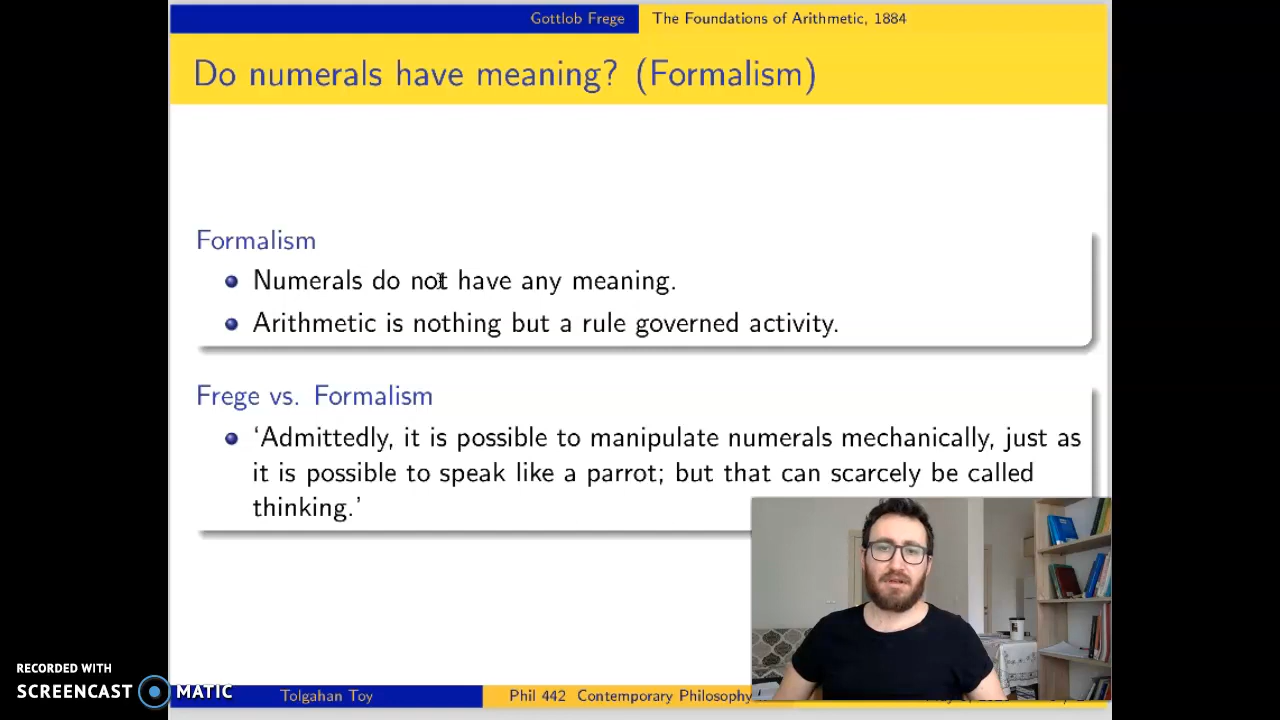 Gottlob Frege The Foundations of Arithmetic, 1884
Do numerals have meaning? (Formalism)
Formalism
Numerals do not have any meaning.
Arithmetic is nothing but a rule governed activity.
Frege vs. Formalism
‘Admittedly, it is possible to manipulate numerals mechanically, just as
it is possible to speak like a parrot; but that can scarcely be called
thinking.’
RECORDED WITH
SCREENCAST MATIC
Tolgahan Toy Phil 442 Contemporary Philosophy